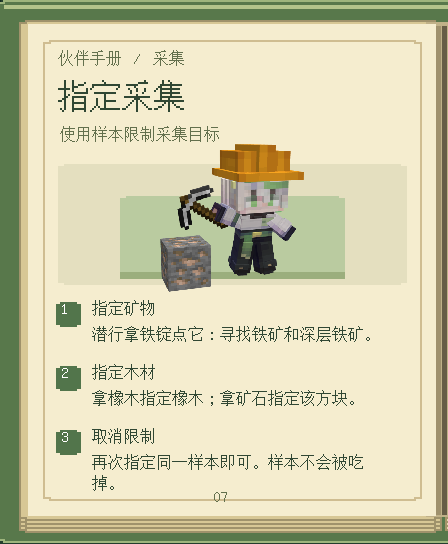 伙伴手册 / 采集
指定采集
使用样本限制采集目标
1 指定矿物
潜行拿铁锭点它：寻找铁矿和深层铁矿。
2 指定木材
拿橡木指定橡木；拿矿石指定该方块。
3 取消限制
再次指定同一样本即可。样本不会被吃
掉。
07